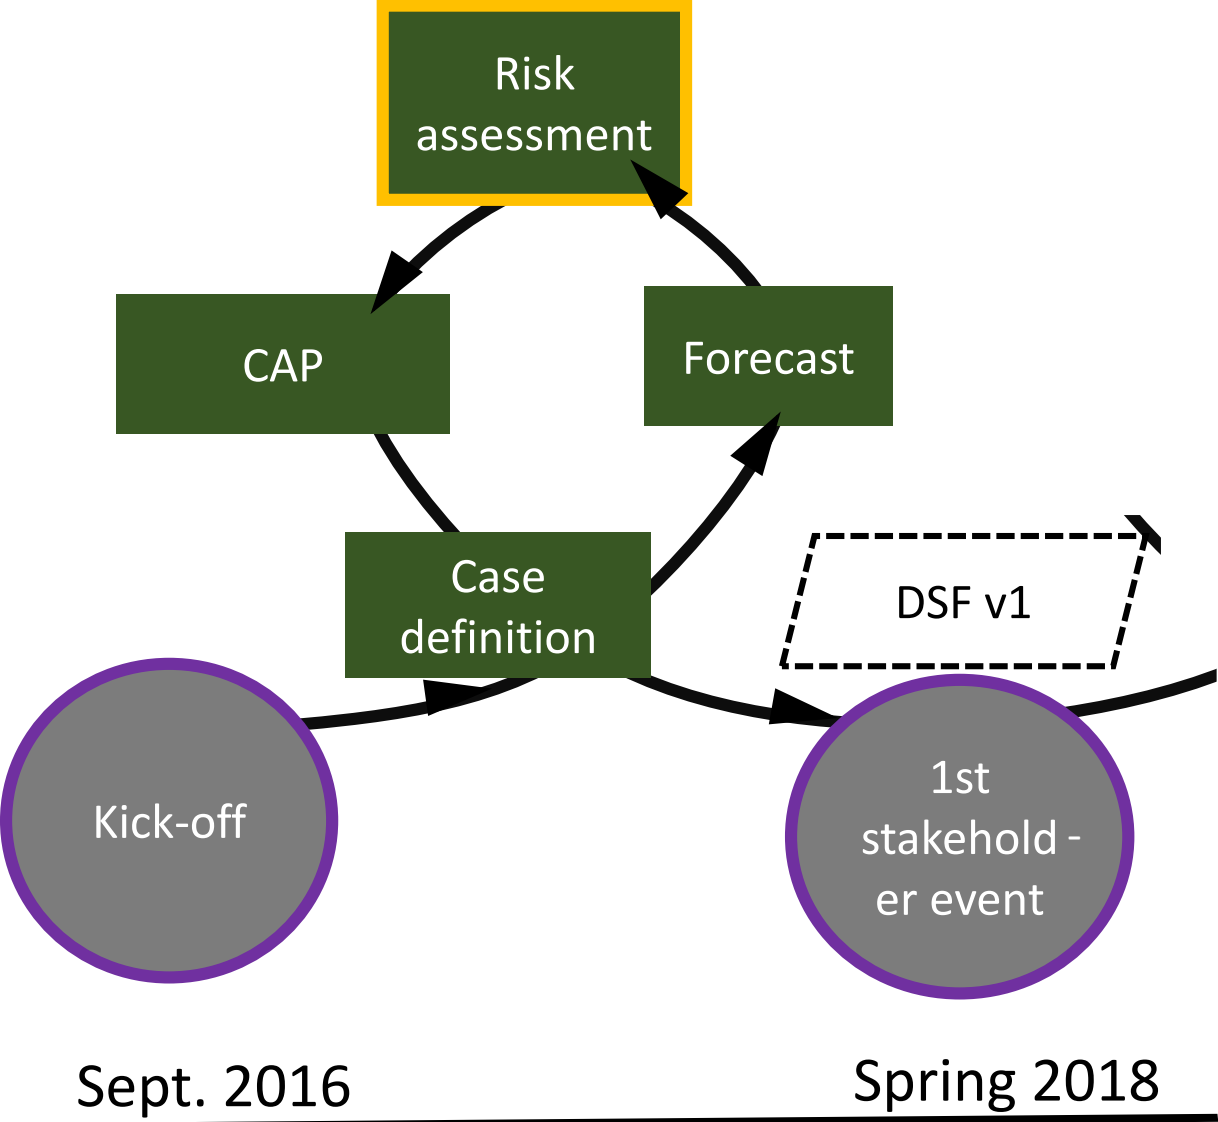 Risk
assessment
CAP
Forecast
Case
definition
DSF v1
Kick-off
1st
stakehold -
er event
Sept. 2016
Spring 2018